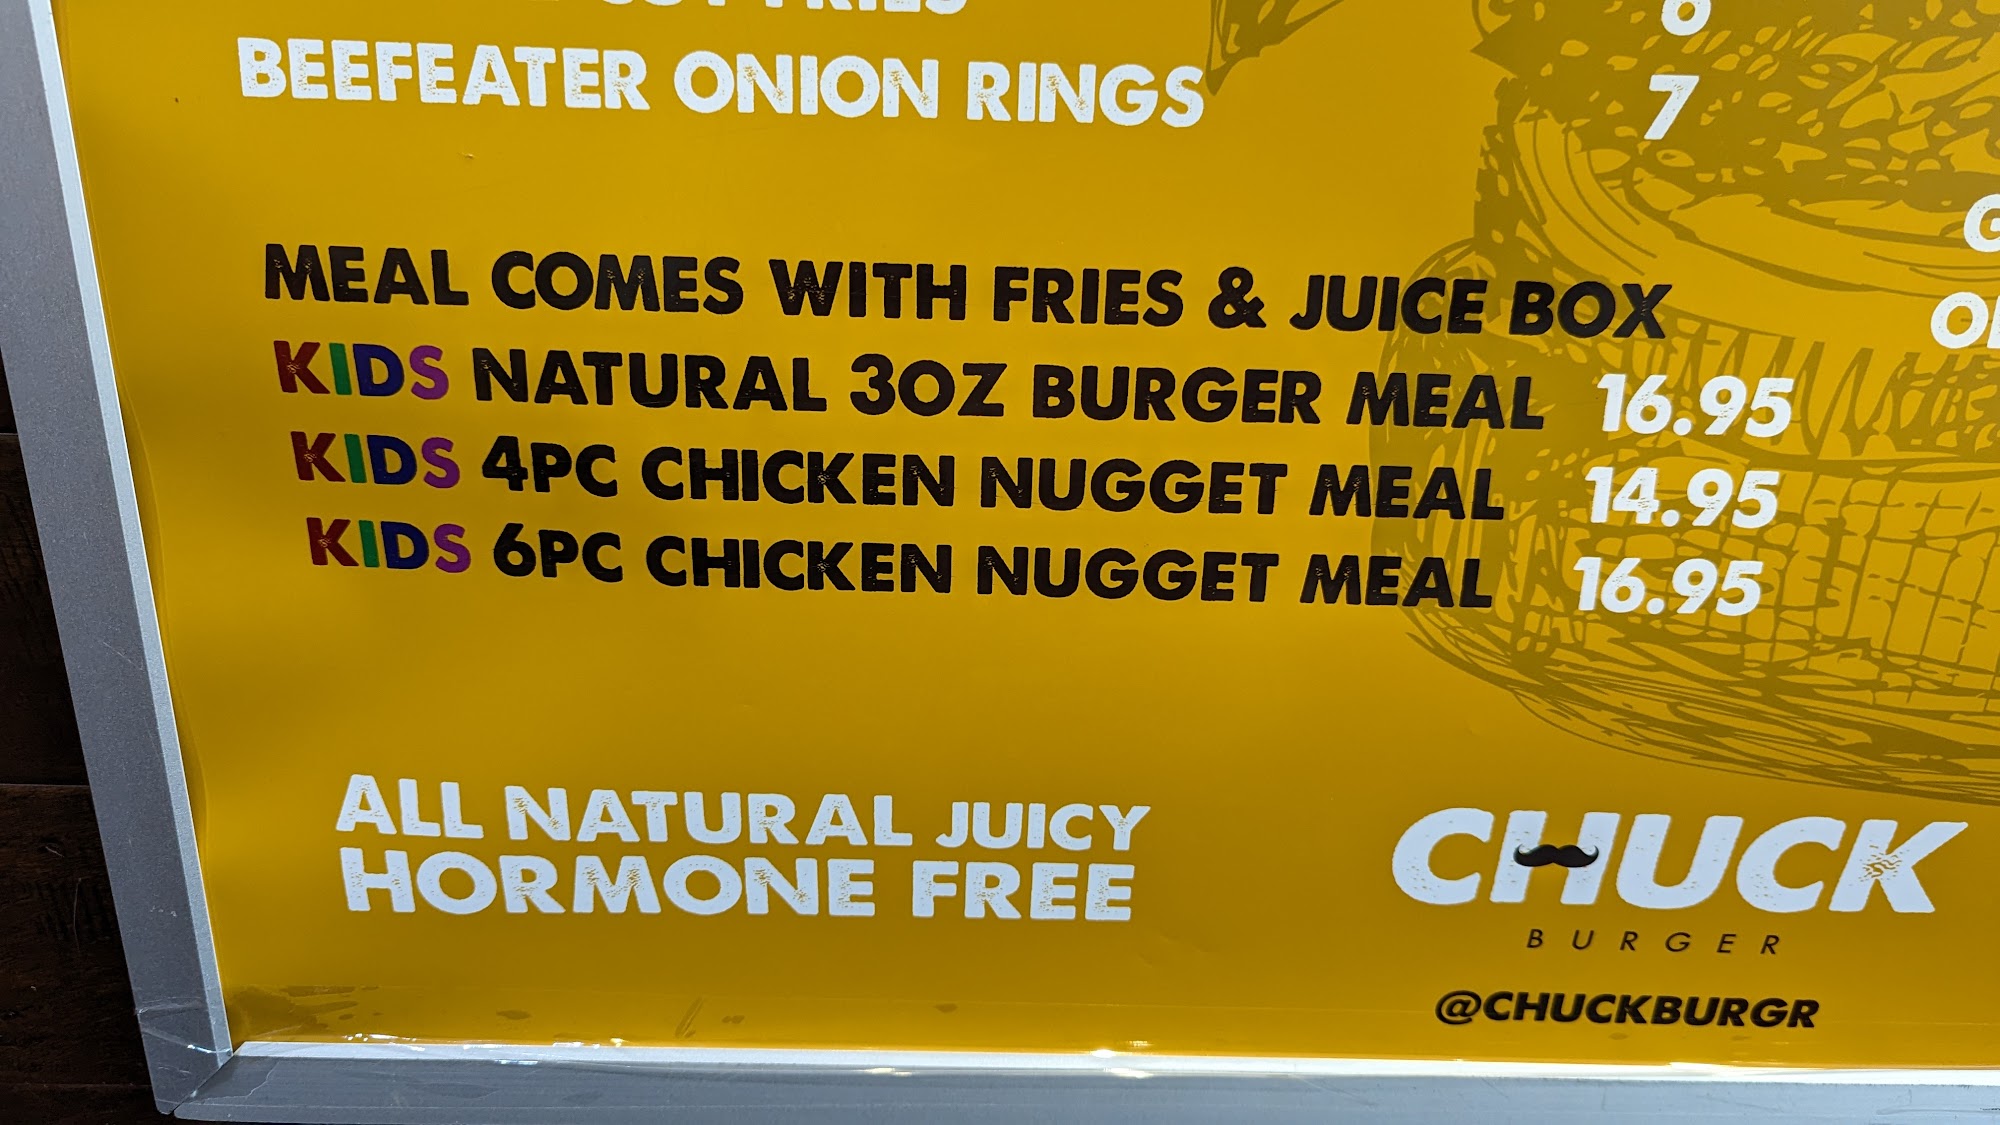 FRIES 6
BEEFEATER ONION RINGS 7
MEAL COMES WITH FRIES & JUICE BOX
KIDS NATURAL 3OZ BURGER MEAL 16.95
KIDS 4PC CHICKEN NUGGET MEAL 14.95
KIDS 6PC CHICKEN NUGGET MEAL 16.95
ALL NATURAL JUICY
HORMONE FREE
CHUCK
BURGER
@CHUCKBURGR